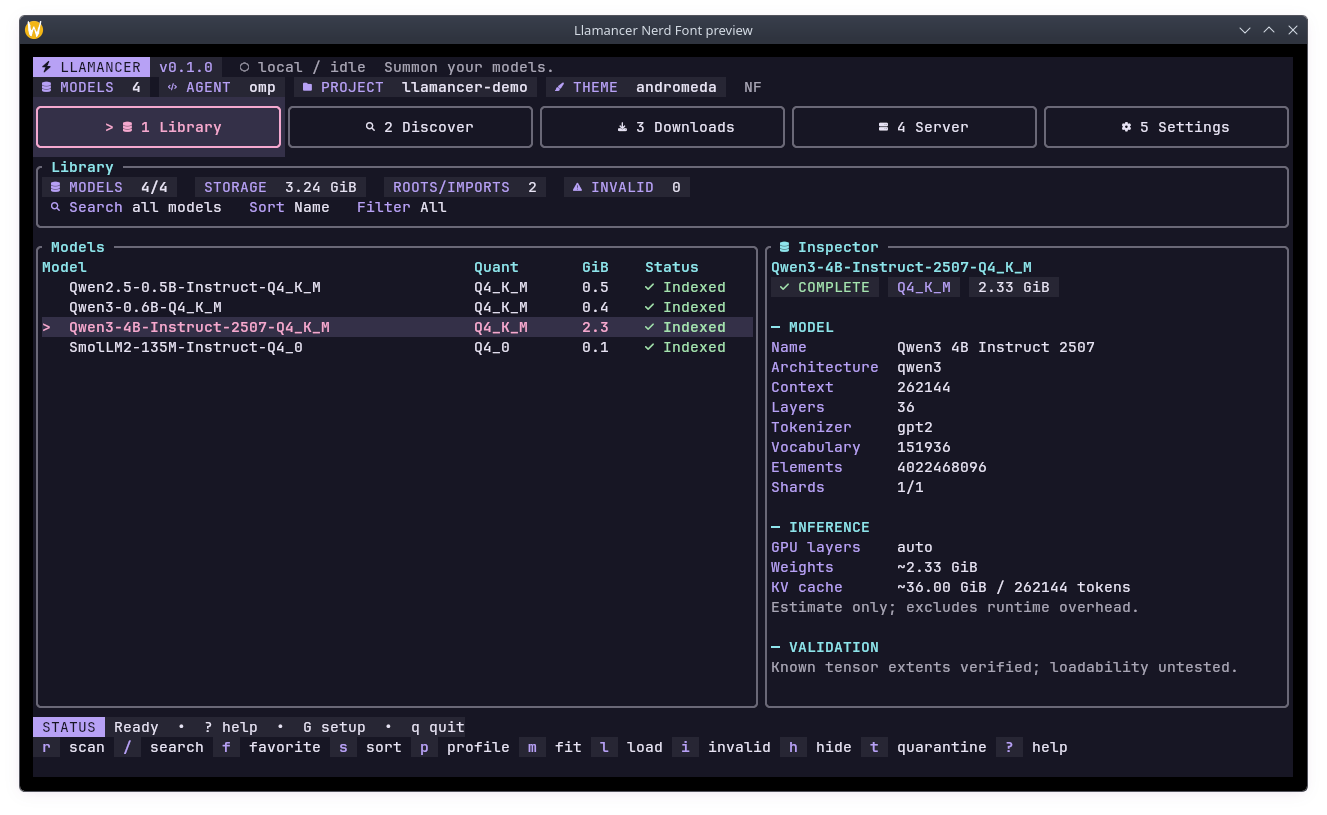 Llamancer Nerd Font preview
LLAMANCER v0.1.0 local / idle Summon your models.
MODELS 4 AGENT omp PROJECT llamancer-demo THEME andromeda NF
> 1 Library 2 Discover 3 Downloads 4 Server 5 Settings
Library
MODELS 4/4 STORAGE 3.24 GiB ROOTS/IMPORTS 2 INVALID 0
Search all models Sort Name Filter All
Models
Model Quant GiB Status
Qwen2.5-0.5B-Instruct-Q4_K_M Q4_K_M 0.5 ✓ Indexed
Qwen3-0.6B-Q4_K_M Q4_K_M 0.4 ✓ Indexed
> Qwen3-4B-Instruct-2507-Q4_K_M Q4_K_M 2.3 ✓ Indexed
SmolLM2-135M-Instruct-Q4_0 Q4_0 0.1 ✓ Indexed
Inspector
Qwen3-4B-Instruct-2507-Q4_K_M
✓ COMPLETE Q4_K_M 2.33 GiB
— MODEL
Name Qwen3 4B Instruct 2507
Architecture qwen3
Context 262144
Layers 36
Tokenizer gpt2
Vocabulary 151936
Elements 4022468096
Shards 1/1
— INFERENCE
GPU layers auto
Weights ~2.33 GiB
KV cache ~36.00 GiB / 262144 tokens
Estimate only; excludes runtime overhead.
— VALIDATION
Known tensor extents verified; loadability untested.
STATUS Ready • ? help • G setup • q quit
r scan / search f favorite s sort p profile m fit l load i invalid h hide t quarantine ? help